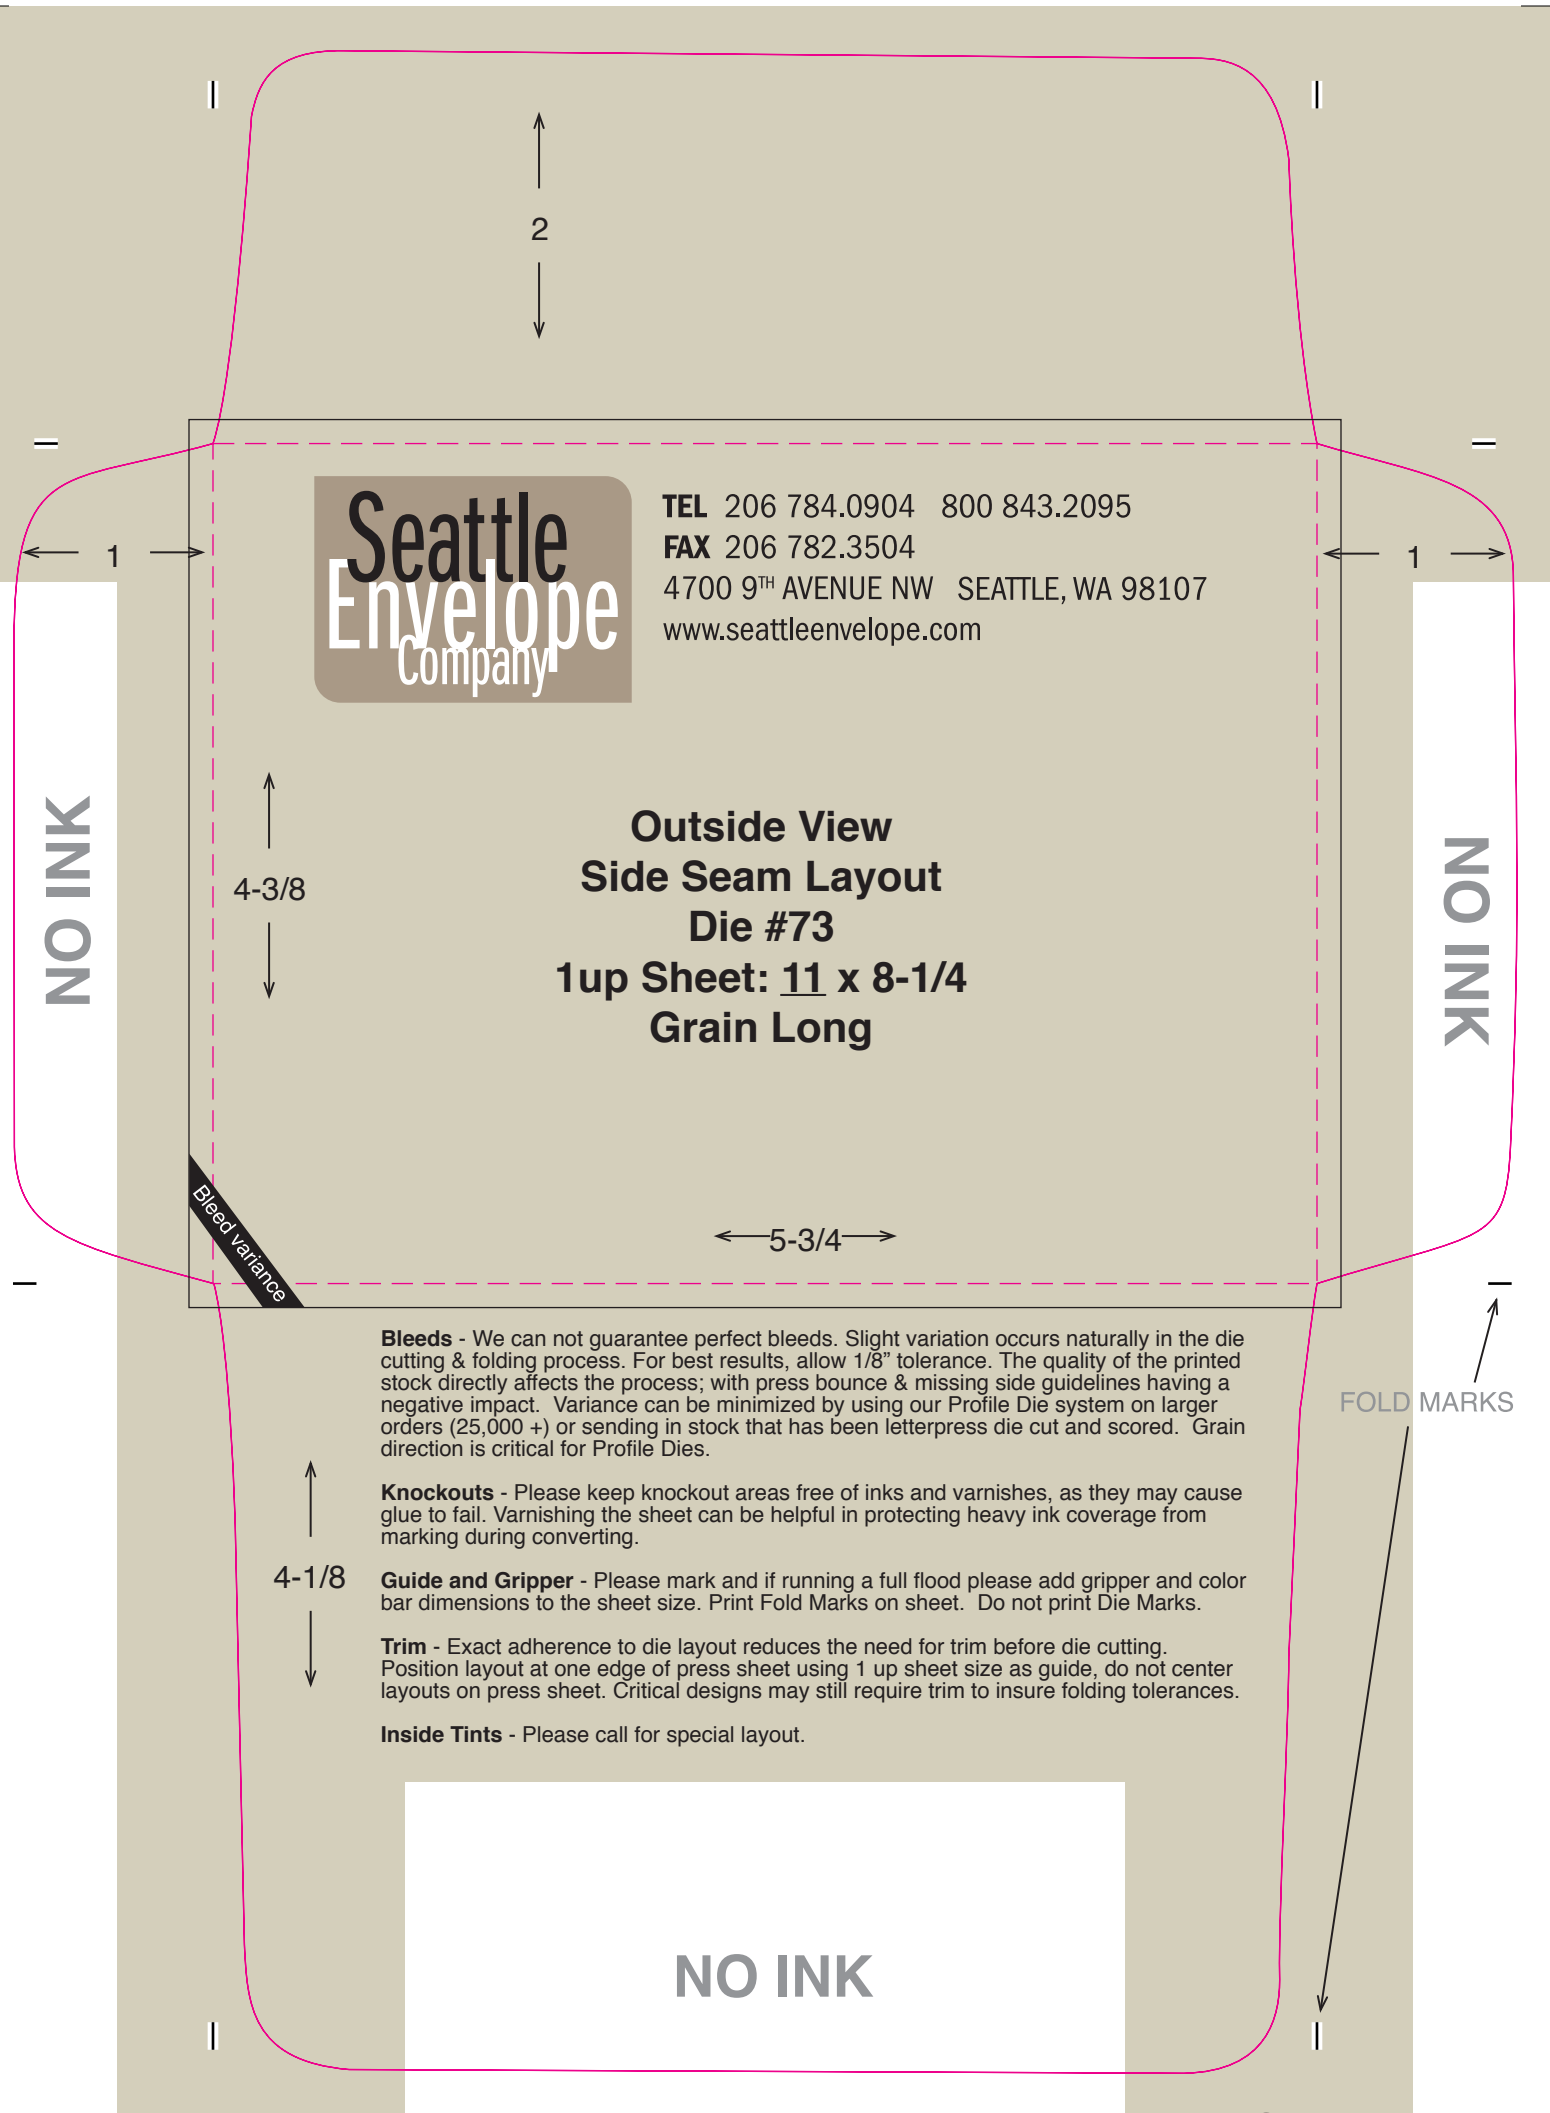 2
Seattle
Envelope
Company
TEL 206 784.0904 800 843.2095
FAX 206 782.3504
4700 9TH AVENUE NW SEATTLE, WA 98107
www.seattleenvelope.com
1
1
NO INK
4-3/8
Outside View
Side Seam Layout
Die #73
1up Sheet: 11 x 8-1/4
Grain Long
NO INK
Bleed variance
5-3/4
Bleeds - We can not guarantee perfect bleeds. Slight variation occurs naturally in the die
cutting & folding process. For best results, allow 1/8” tolerance. The quality of the printed
stock directly affects the process; with press bounce & missing side guidelines having a
negative impact.  Variance can be minimized by using our Profile Die system on larger
orders (25,000 +) or sending in stock that has been letterpress die cut and scored.  Grain
direction is critical for Profile Dies.
FOLD MARKS
Knockouts - Please keep knockout areas free of inks and varnishes, as they may cause
glue to fail. Varnishing the sheet can be helpful in protecting heavy ink coverage from
marking during converting.
4-1/8
Guide and Gripper - Please mark and if running a full flood please add gripper and color
bar dimensions to the sheet size. Print Fold Marks on sheet.  Do not print Die Marks.
Trim - Exact adherence to die layout reduces the need for trim before die cutting.
Position layout at one edge of press sheet using 1 up sheet size as guide, do not center
layouts on press sheet. Critical designs may still require trim to insure folding tolerances.
Inside Tints - Please call for special layout.
NO INK